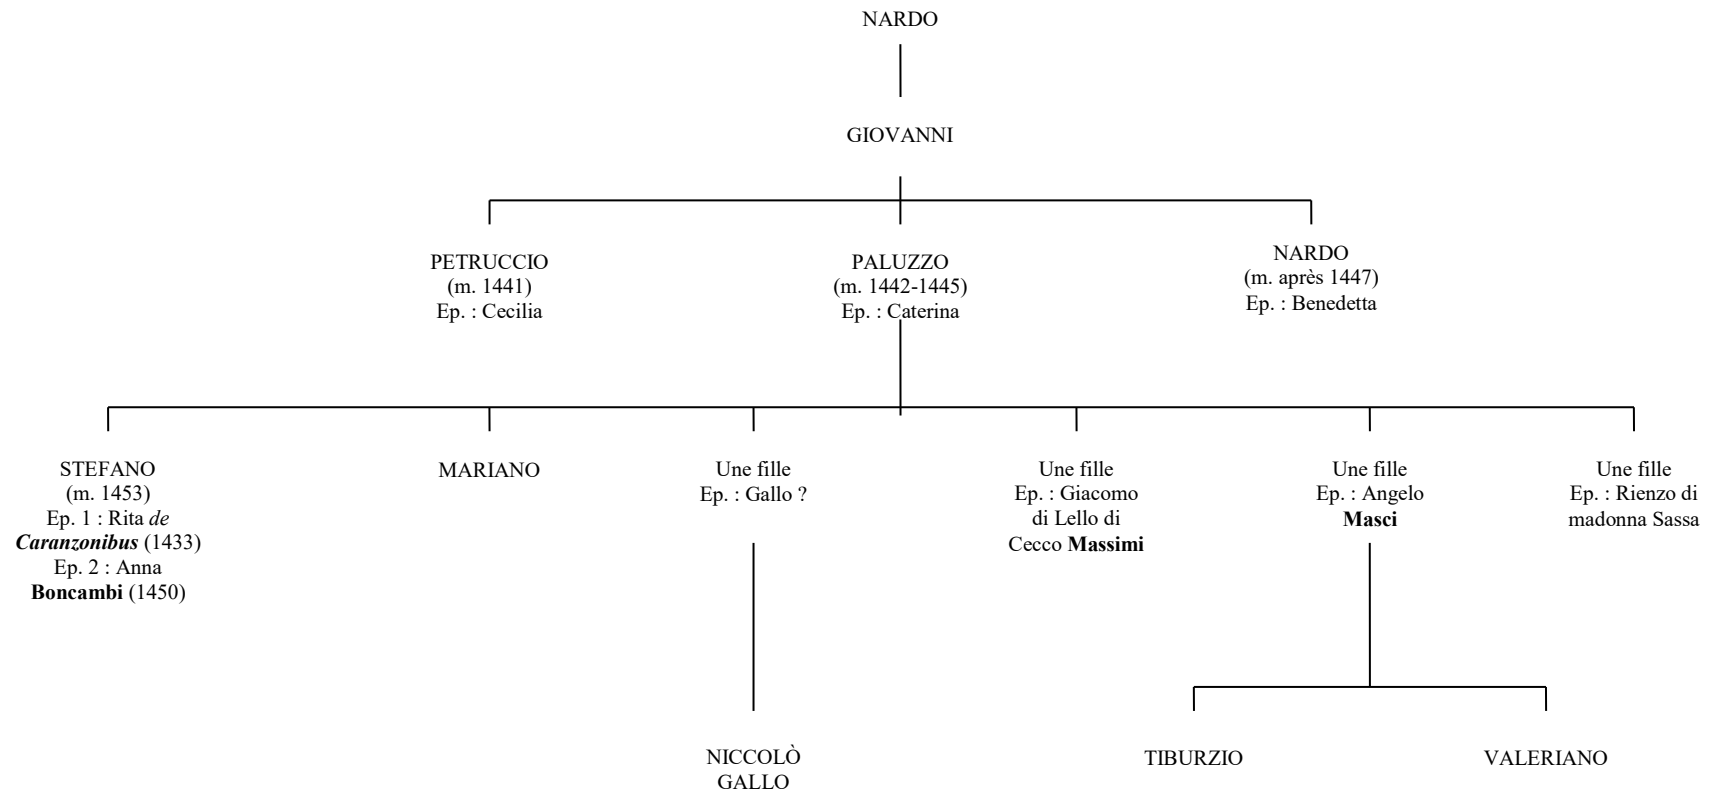 NARDO
GIOVANNI
PETRUCCIO
(m. 1441)
Ep. : Cecilia
PALUZZO
(m. 1442-1445)
Ep. : Caterina
NARDO
(m. après 1447)
Ep. : Benedetta
STEFANO
(m. 1453)
Ep. 1 : Rita de
Caranzonibus (1433)
Ep. 2 : Anna
Boncambi (1450)
MARIANO
Une fille
Ep. : Gallo ?
Une fille
Ep. : Giacomo
di Lello di
Cecco Massimi
Une fille
Ep. : Angelo
Masci
Une fille
Ep. : Rienzo di
madonna Sassa
NICCOLÒ
GALLO
TIBURZIO
VALERIANO